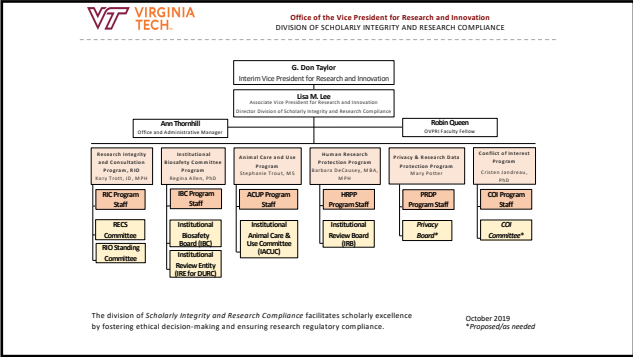 VIRGINIA
TECH™
Office of the Vice President for Research and Innovation
DIVISION OF SCHOLARLY INTEGRITY AND RESEARCH COMPLIANCE
G. Don Taylor
Interim Vice President for Research and Innovation
Lisa M. Lee
Associate Vice President for Research and Innovation
Director Division of Scholarly Integrity and Research Compliance
Ann Thornhill
Office and Administrative Manager
Robin Queen
OVPRI Faculty Fellow
Research Integrity
and Consultation
Program, RIO
Kory Trott, JD, MPH
RIC Program
Staff
RECS
Committee
RIO Standing
Committee
Institutional
Biosafety Committee
Program
Regina Allen, PhD
IBC Program
Staff
Institutional
Biosafety
Board (IBC)
Institutional
Review Entity
(IRE for DURC)
Animal Care and Use
Program
Stephanie Trout, MS
ACUP Program
Staff
Institutional
Animal Care &
Use Committee
(IACUC)
Human Research
Protection Program
Barbara DeCausey, MBA,
MPH
HRPP
Program Staff
Institutional
Review Board
(IRB)
Privacy & Research Data
Protection Program
Mary Potter
PRDP
Program Staff
Privacy
Board*
Conflict of Interest
Program
Cristen Jandreau,
PhD
COI Program
Staff
COI
Committee*
The division of Scholarly Integrity and Research Compliance facilitates scholarly excellence
by fostering ethical decision-making and ensuring research regulatory compliance.
October 2019
*Proposed/as needed